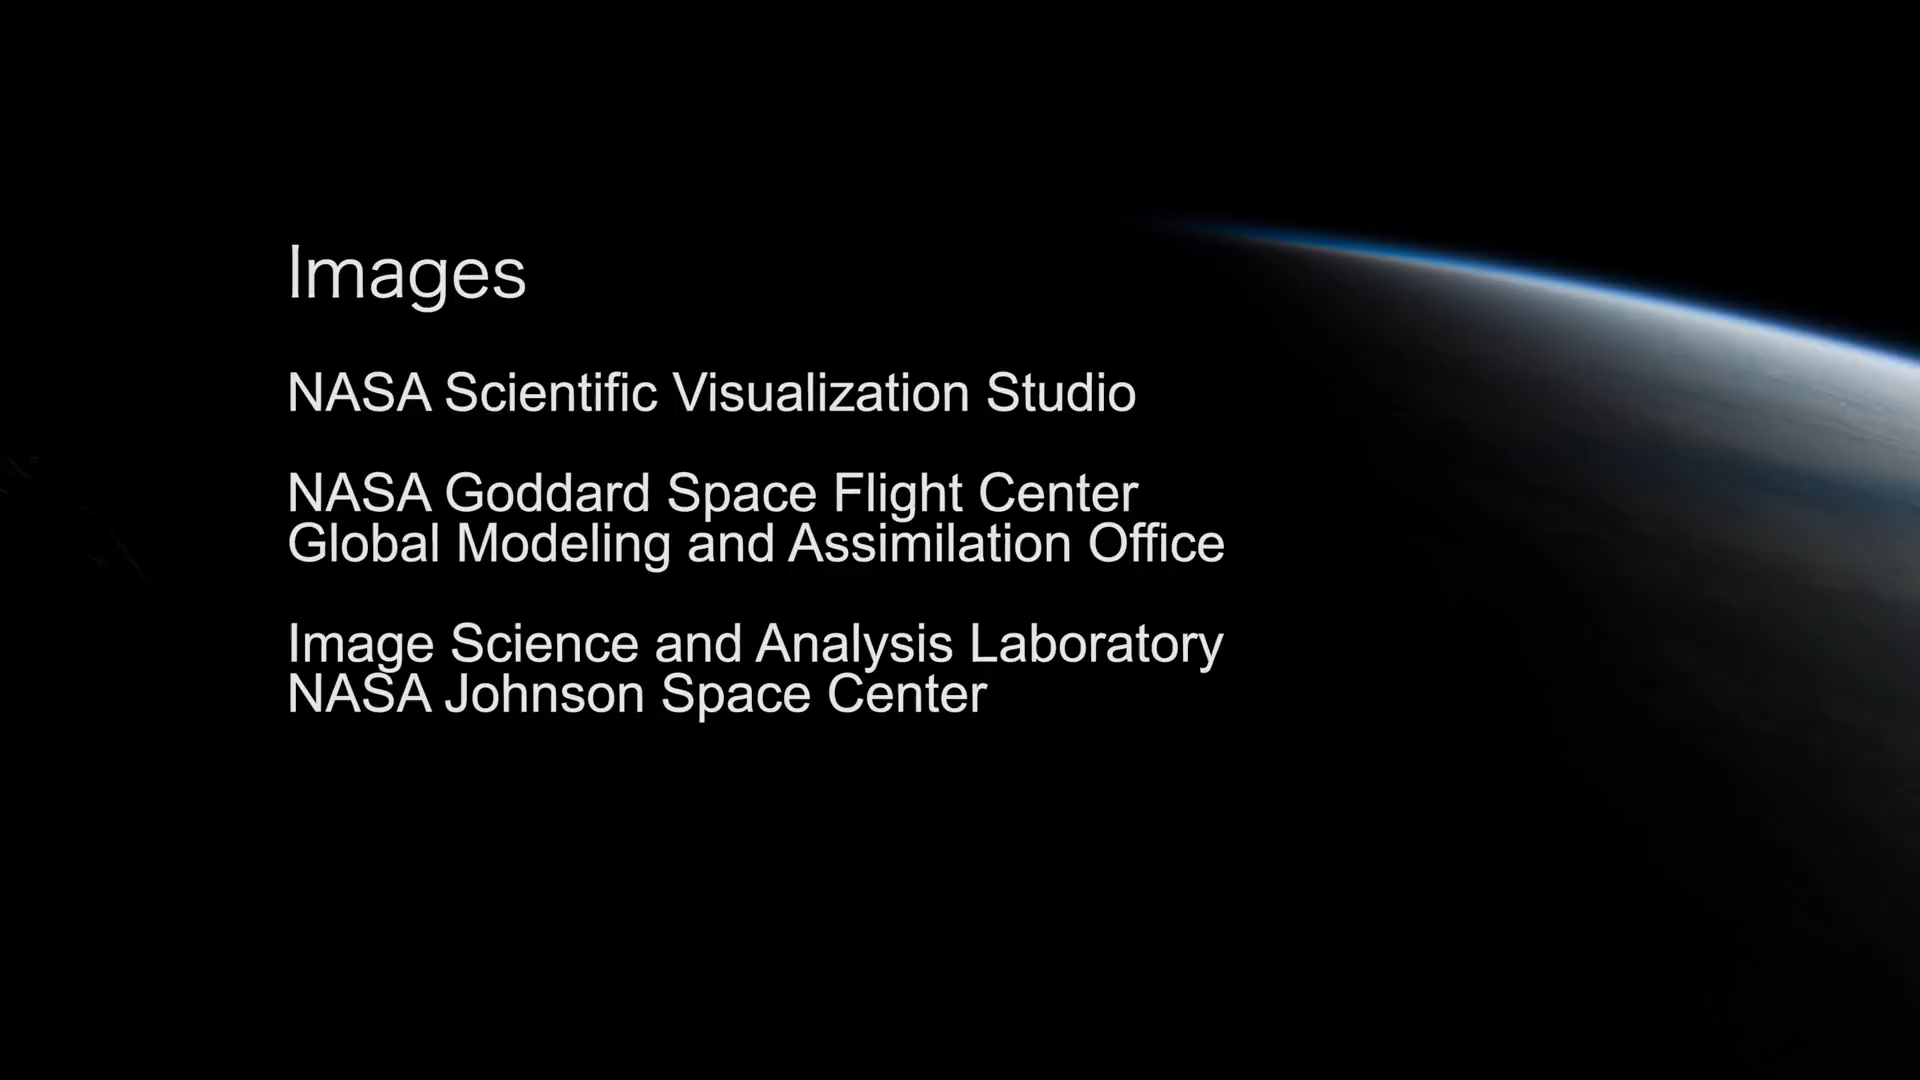 Images
NASA Scientific Visualization Studio
NASA Goddard Space Flight Center
Global Modeling and Assimilation Office
Image Science and Analysis Laboratory
NASA Johnson Space Center